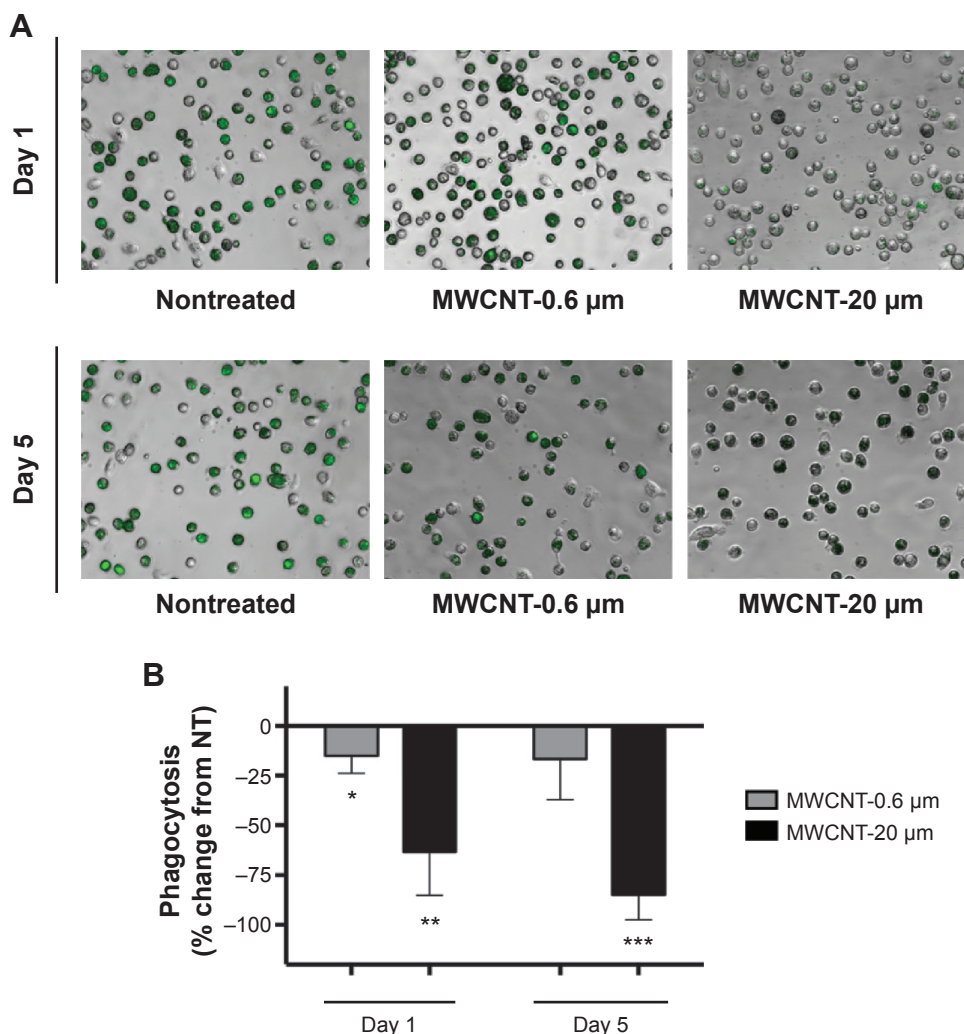 A
Day 1
Nontreated
MWCNT-0.6 µm
MWCNT-20 µm
Day 5
Nontreated
MWCNT-0.6 µm
MWCNT-20 µm
B
Phagocytosis
(% change from NT)
0
–25
–50
–75
–100
*
**
***
MWCNT-0.6 µm
MWCNT-20 µm
Day 1
Day 5